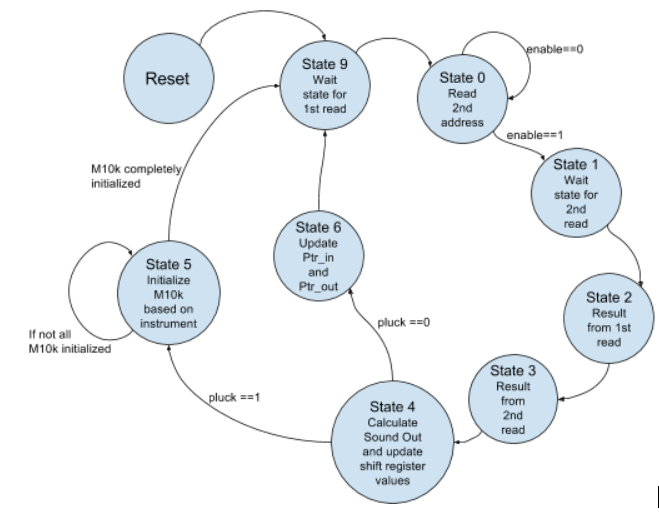 Reset
State 9
Wait
state for
1st read
State 0
Read
2nd
address
enable==0
enable==1
State 1
Wait
state for
2nd
read
M10k completely
initialized
State 6
Update
Ptr_in
and
Ptr_out
State 5
Initialize
M10k
based on
instrument
State 2
Result
from 1st
read
If not all
M10k initialized
pluck ==0
State 3
Result
from
2nd
read
pluck ==1
State 4
Calculate
Sound Out
and update
shift register
values